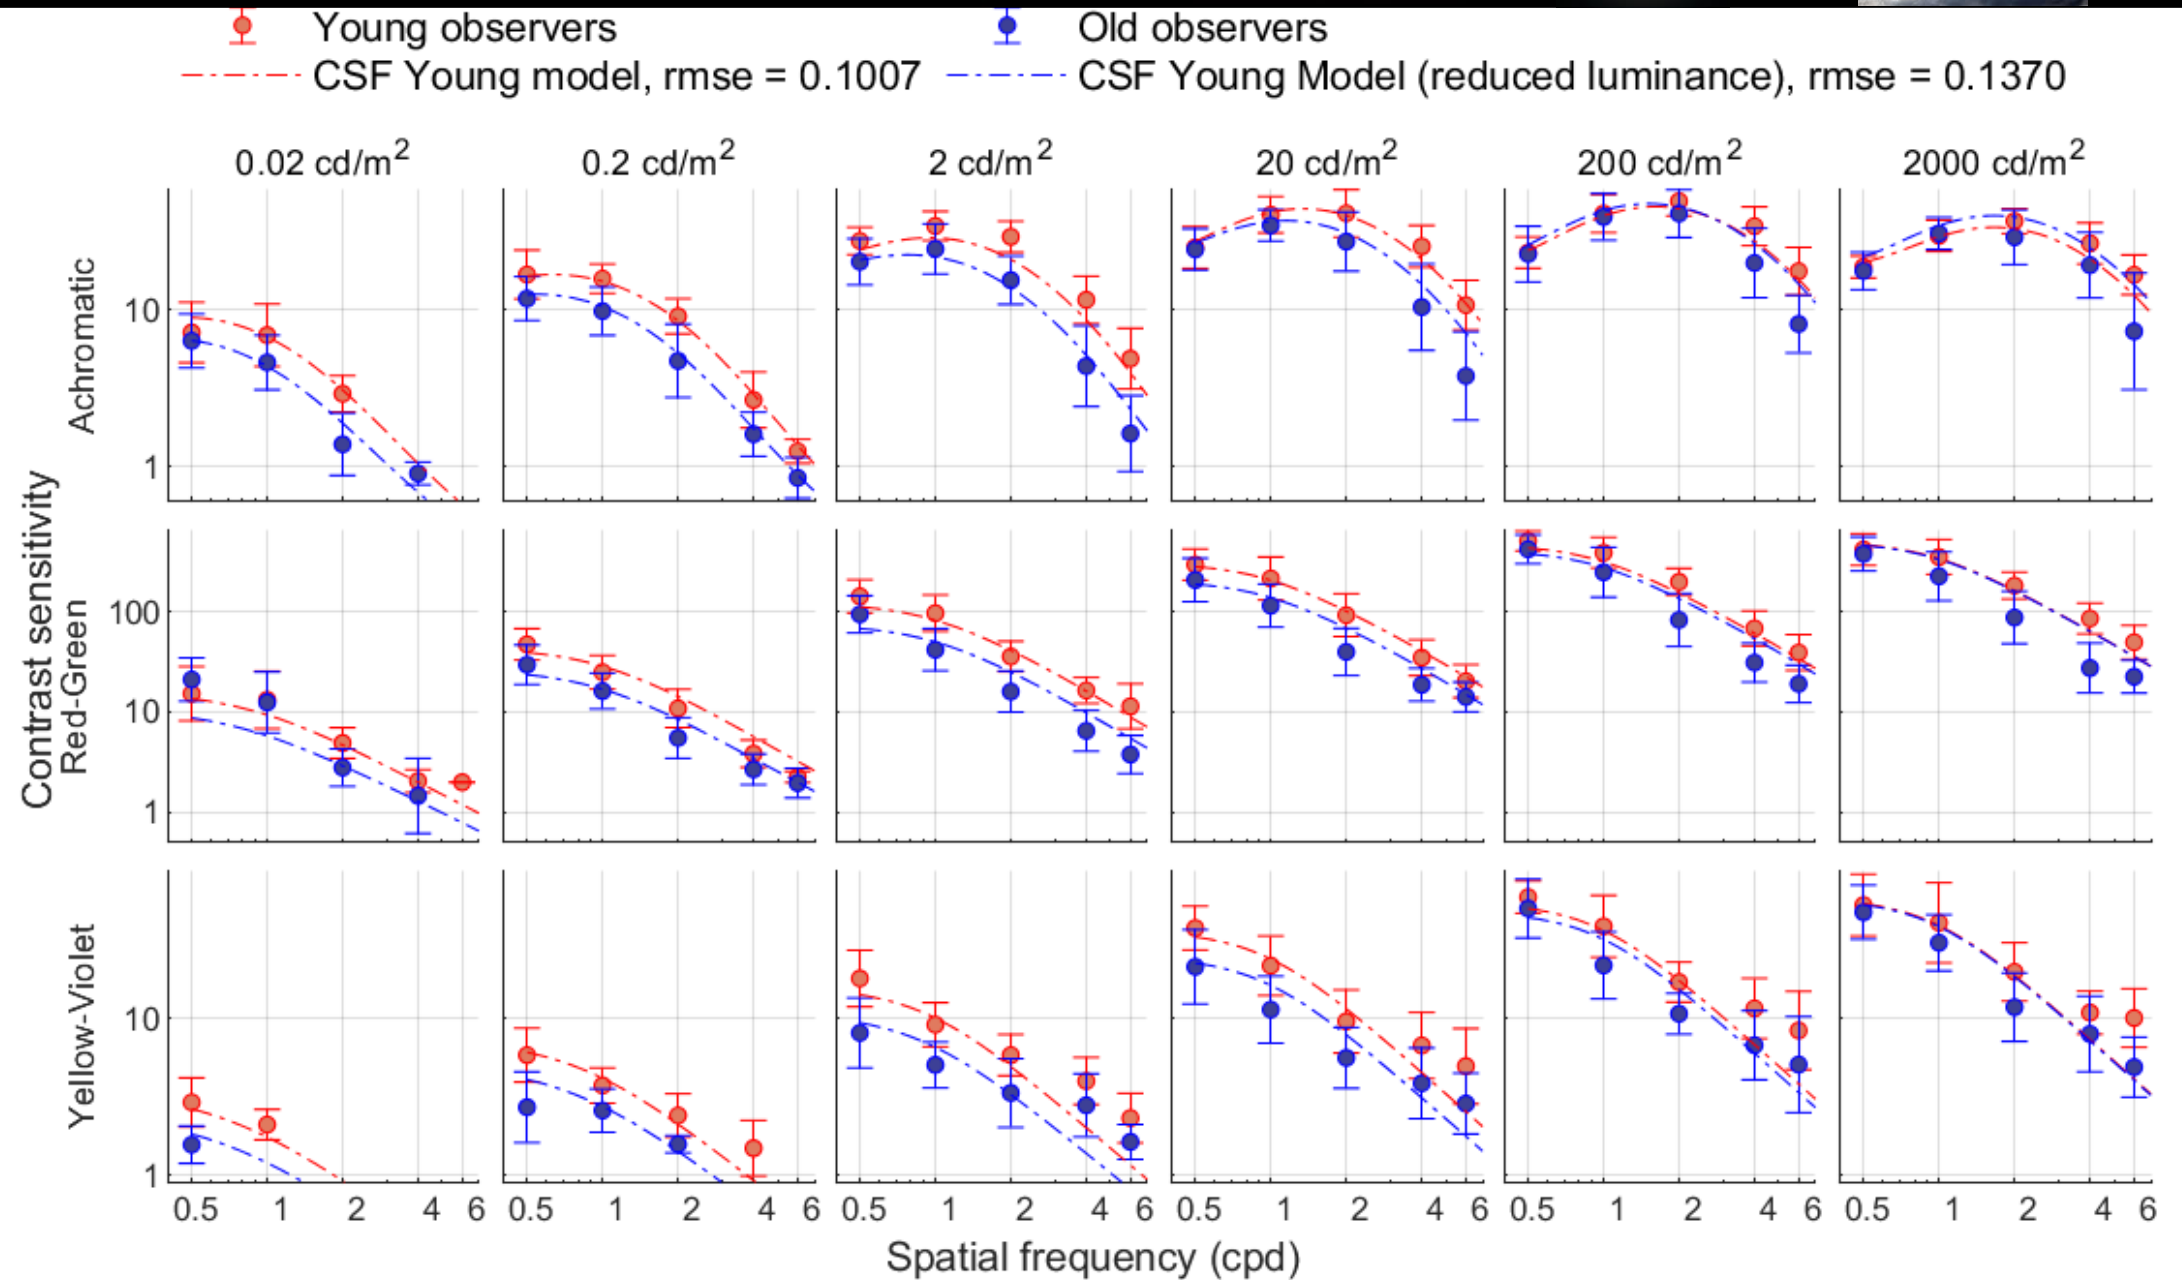 Young observers
Old observers
CSF Young model, rmse = 0.1007
CSF Young Model (reduced luminance), rmse = 0.1370
0.02 cd/m²
0.2 cd/m²
2 cd/m²
20 cd/m²
200 cd/m²
2000 cd/m²
Contrast sensitivity
Achromatic
10
1
Red-Green
100
10
1
Yellow-Violet
10
1
0.5 1 2 4 6
0.5 1 2 4 6
0.5 1 2 4 6
0.5 1 2 4 6
0.5 1 2 4 6
0.5 1 2 4 6
Spatial frequency (cpd)